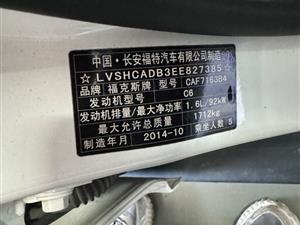 中国·长安福特汽车有限公司制造
☆LVSHCADB3EE827385☆
品牌 福克斯牌 型号 CAF7163B4
发动机型号 C6
发动机排量/最大净功率 1.6L/92kW
最大允许总质量 1712kg
制造年月 2014-10 乘坐人数 5